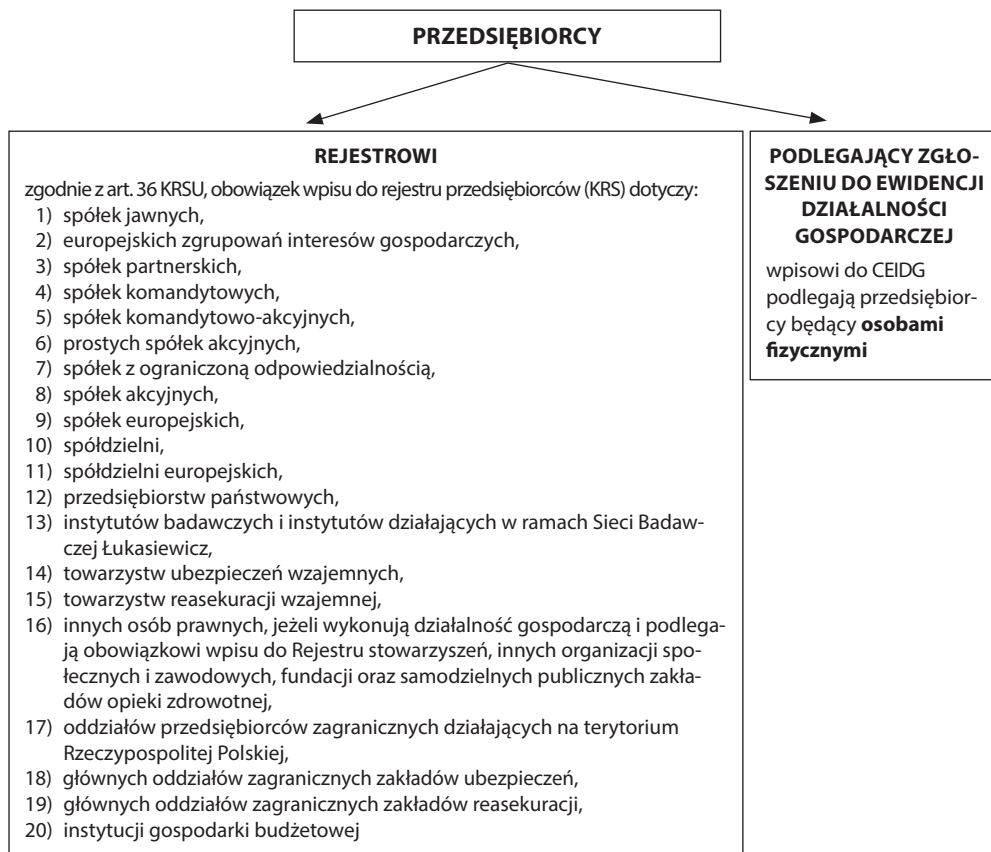 PRZEDSIĘBIORCY
REJESTROWI
zgodnie z art. 36 KRSU, obowiązek wpisu do rejestru przedsiębiorców (KRS) dotyczy:
1) spółek jawnych,
2) europejskich zgrupowań interesów gospodarczych,
3) spółek partnerskich,
4) spółek komandytowych,
5) spółek komandytowo-akcyjnych,
6) prostych spółek akcyjnych,
7) spółek z ograniczoną odpowiedzialnością,
8) spółek akcyjnych,
9) spółek europejskich,
10) spółdzielni,
11) spółdzielni europejskich,
12) przedsiębiorstw państwowych,
13) instytutów badawczych i instytutów działających w ramach Sieci Badaw-
czej Łukasiewicz,
14) towarzystw ubezpieczeń wzajemnych,
15) towarzystw reasekuracji wzajemnej,
16) innych osób prawnych, jeżeli wykonują działalność gospodarczą i podlega-
ją obowiązkowi wpisu do Rejestru stowarzyszeń, innych organizacji spo-
łecznych i zawodowych, fundacji oraz samodzielnych publicznych zakła-
dów opieki zdrowotnej,
17) oddziałów przedsiębiorców zagranicznych działających na terytorium
Rzeczypospolitej Polskiej,
18) głównych oddziałów zagranicznych zakładów ubezpieczeń,
19) głównych oddziałów zagranicznych zakładów reasekuracji,
20) instytucji gospodarki budżetowej
PODLEGAJĄCY ZGŁO-
SZENIU DO EWIDENCJI
DZIAŁALNOŚCI
GOSPODARCZEJ
wpisowi do CEIDG
podlegają przedsiębior-
cy będący osobami
fizycznymi